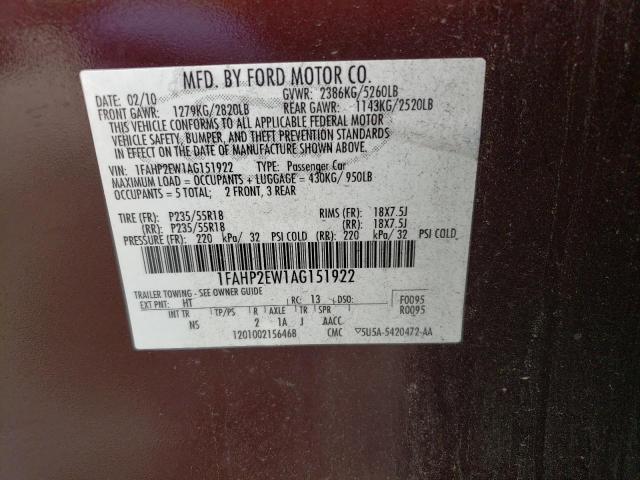 MFD. BY FORD MOTOR CO.
DATE: 02/10 GVWR: 2386KG/5260LB
FRONT GAWR: 1279KG/2820LB REAR GAWR: 1143KG/2520LB
THIS VEHICLE CONFORMS TO ALL APPLICABLE FEDERAL MOTOR
VEHICLE SAFETY, BUMPER, AND THEFT PREVENTION STANDARDS
IN EFFECT ON THE DATE OF MANUFACTURE SHOWN ABOVE.
VIN: 1FAHP2EW1AG151922 TYPE: Passenger Car
MAXIMUM LOAD = OCCUPANTS + LUGGAGE = 430KG/ 950LB
OCCUPANTS = 5 TOTAL; 2 FRONT, 3 REAR
TIRE (FR): P235/55R18 RIMS (FR): 18X7.5J
(RR): P235/55R18 (RR): 18X7.5J
PRESSURE (FR): 220 kPa/ 32 PSI COLD (RR): 220 kPa/ 32 PSI COLD
1FAHP2EW1AG151922
TRAILER TOWING - SEE OWNER GUIDE
EXT PNT: HT RC: 13 DSO: F0095
INT TR TP/PS R AXLE TR SPR R0095
NS 2 1A J AACC
1201002156468 CMC 5U5A-5420472-AA